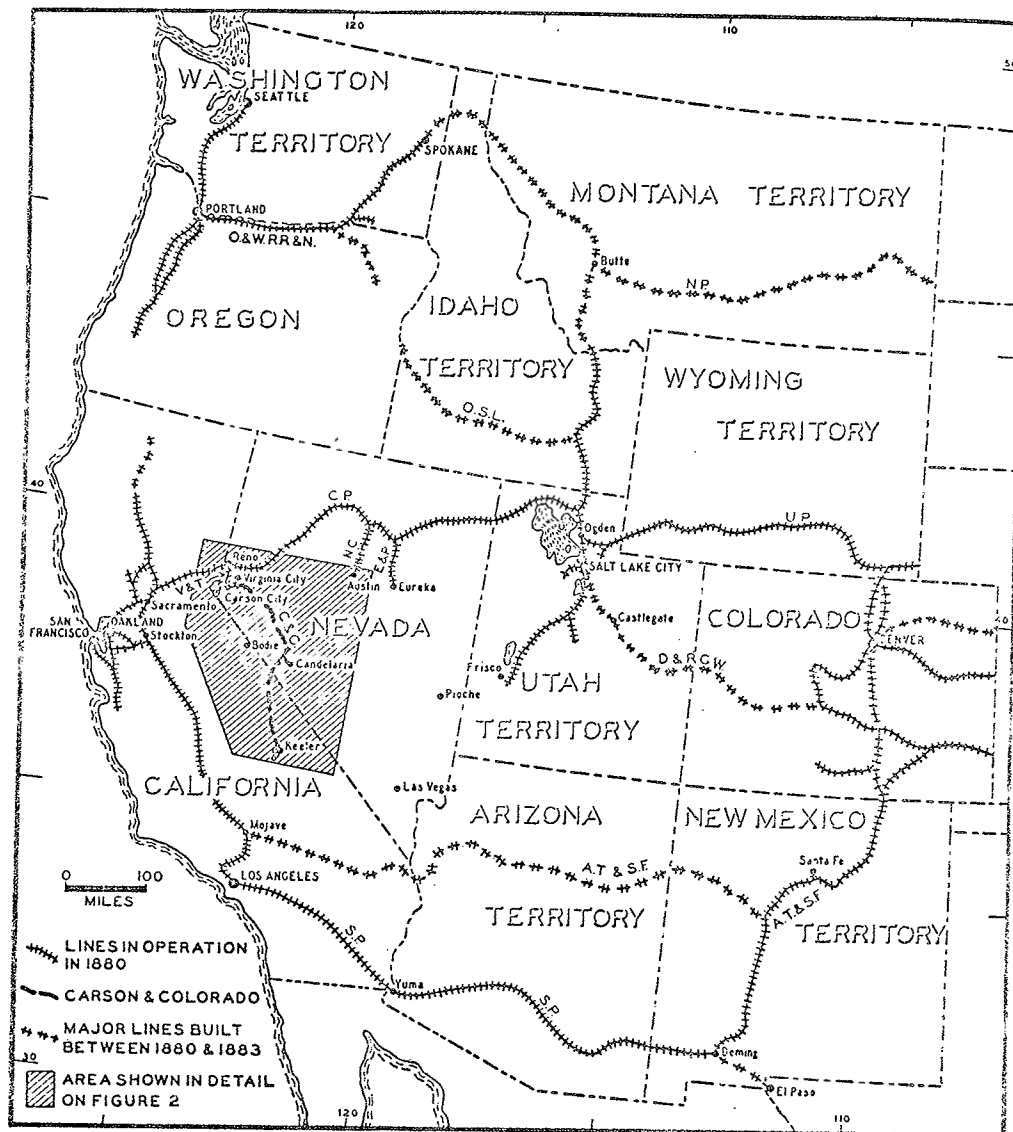 120
110
50
WASHINGTON
SEATTLE
TERRITORY
SPOKANE
MONTANA TERRITORY
PORTLAND
O.& W.R.R.& N.
Butte
N.P.
OREGON
IDAHO
TERRITORY
WYOMING
TERRITORY
O.S.L.
40
C.P.
N.C.
E.& P.
Ogden
U.P.
SALT LAKE CITY
Reno
Virginia City
V.& T.
Carson City
Austin
Eureka
Sacramento
SAN
FRANCISCO
OAKLAND
Stockton
C.& C.
NEVADA
Bodie
Candelaria
Castlegate
COLORADO
40
DENVER
D.& R.G.W.
Frisco
UTAH
Pioche
TERRITORY
Keeler
CALIFORNIA
Las Vegas
ARIZONA
NEW MEXICO
Mojave
Santa Fe
0 100
MILES
LOS ANGELES
A.T.& S.F.
A.T.& S.F.
TERRITORY
TERRITORY
S.P.
Yuma
S.P.
LINES IN OPERATION
IN 1880
CARSON & COLORADO
MAJOR LINES BUILT
BETWEEN 1880 & 1883
30
Deming
El Paso
AREA SHOWN IN DETAIL
ON FIGURE 2
120
110